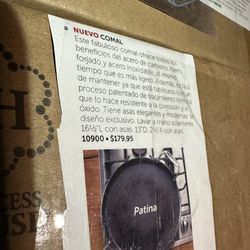 a NUEVO COMAL
Este fabuloso comal ofrece todos los
beneficios del acero de carbono, hierro
forjado y acero inoxidable, al mismo
tiempo que es más ligero. Además, es fácil
de mantener ya que está fabricado con un
proceso patentado de tratamiento térmico
que lo hace resistente a la corrosión y al
óxido. Tiene asas elegantes y modernas de
diseño exclusivo. Lavar a mano solamente.
16½"L con asas. 13"D. 2½"A con asas.
10900 • $179.95
Patina
H
CESS